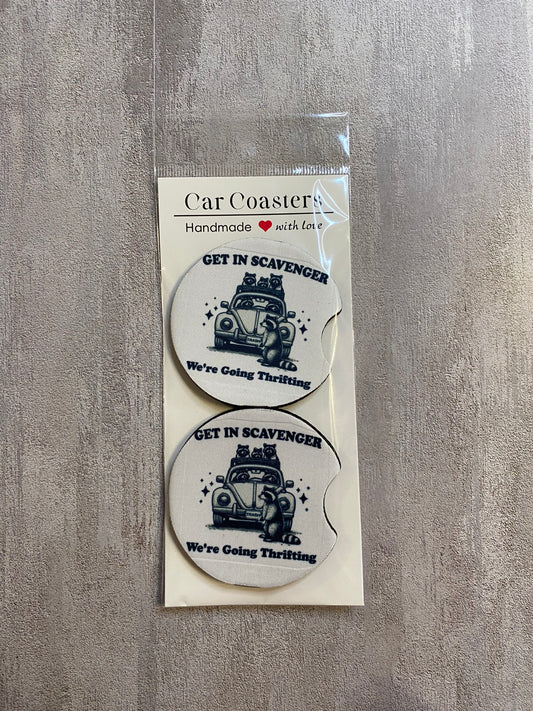 Car Coasters
Handmade ❤ with love
GET IN SCAVENGER
We're Going Thrifting
GET IN SCAVENGER
We're Going Thrifting